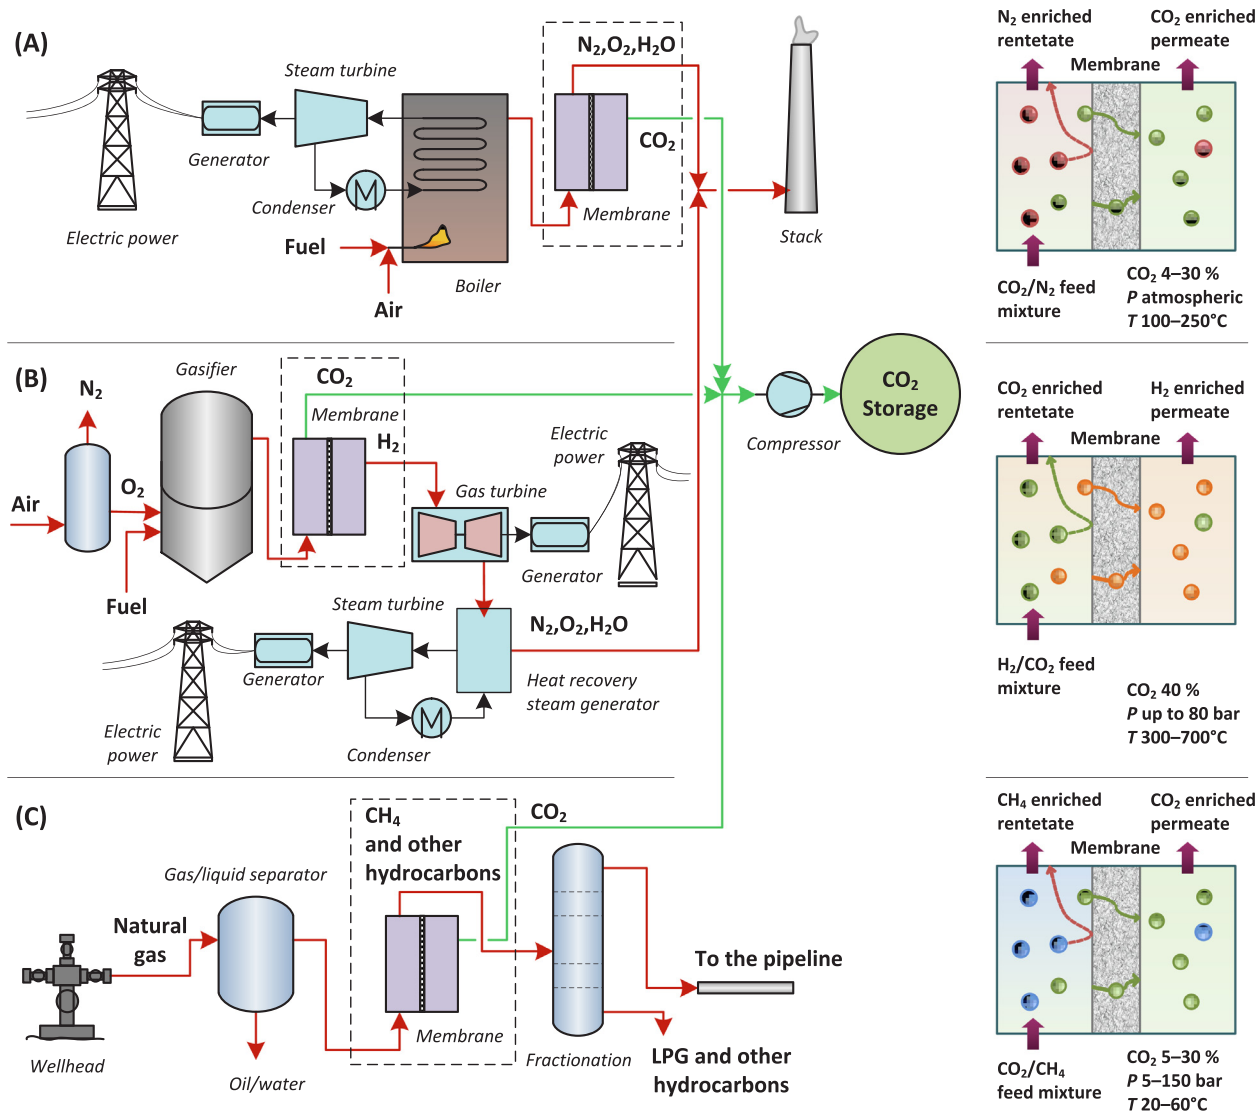 (A)
Steam turbine
Generator
Condenser
Electric power
Fuel
Air
Boiler
N₂,O₂,H₂O
CO₂
Membrane
Stack
N₂ enriched
rentetate
CO₂ enriched
permeate
Membrane
CO₂/N₂ feed
mixture
CO₂ 4–30 %
P atmospheric
T 100–250°C
(B)
N₂
Air
O₂
Fuel
Gasifier
CO₂
Membrane
H₂
Gas turbine
Electric
power
Generator
Steam turbine
Generator
Electric
power
Condenser
N₂,O₂,H₂O
Heat recovery
steam generator
Compressor
CO₂
Storage
CO₂ enriched
rentetate
H₂ enriched
permeate
Membrane
H₂/CO₂ feed
mixture
CO₂ 40 %
P up to 80 bar
T 300–700°C
(C)
Wellhead
Natural
gas
Gas/liquid separator
Oil/water
CH₄
and other
hydrocarbons
CO₂
Membrane
Fractionation
To the pipeline
LPG and other
hydrocarbons
CH₄ enriched
rentetate
CO₂ enriched
permeate
Membrane
CO₂/CH₄
feed mixture
CO₂ 5–30 %
P 5–150 bar
T 20–60°C